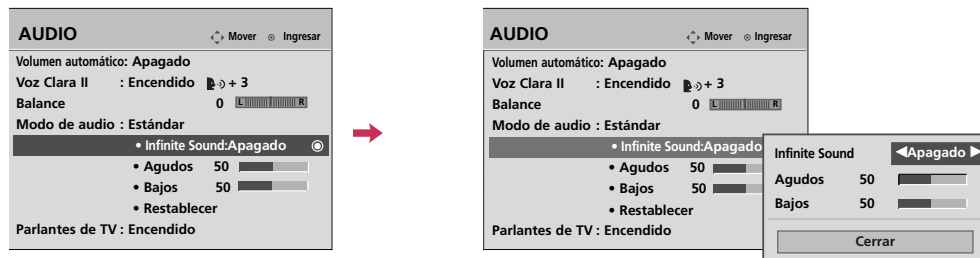 AUDIO Mover Ingresar
Volumen automático: Apagado
Voz Clara II : Encendido + 3
Balance 0 L R
Modo de audio : Estándar
• Infinite Sound:Apagado
• Agudos 50
• Bajos 50
• Restablecer
Parlantes de TV : Encendido
AUDIO Mover Ingresar
Volumen automático: Apagado
Voz Clara II : Encendido + 3
Balance 0 L R
Modo de audio : Estándar
• Infinite Sound:Apagado
• Agudos 50
• Bajos 50
• Restablecer
Parlantes de TV : Encendido
Infinite Sound ◀Apagado ▶
Agudos 50
Bajos 50
Cerrar